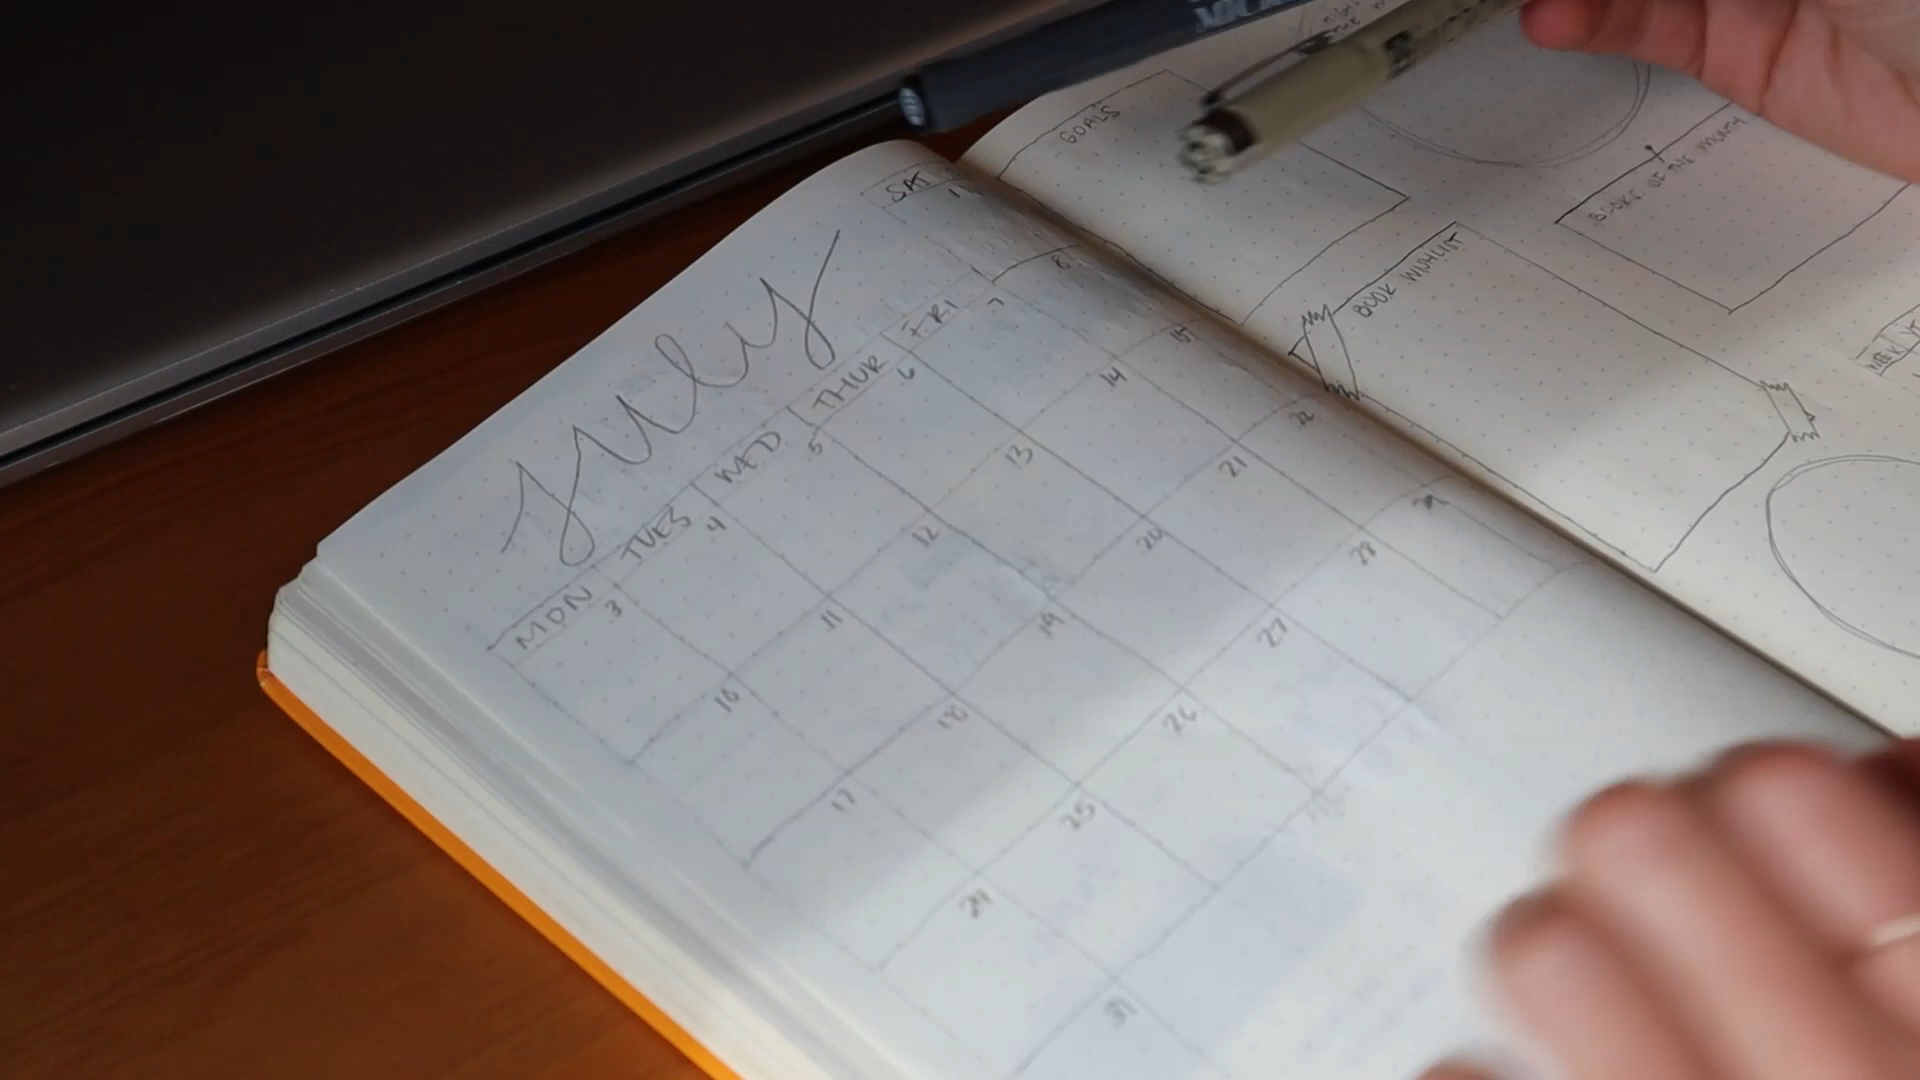 july
MON TUES WED THUR FRI SAT
1
3 4 5 6 7 8
10 11 12 13 14 15
17 18 19 20 21 22
24 25 26 27 28 29
31
GOALS
BOOK WISHLIST
BOOKS OF THE MONTH
WEEK